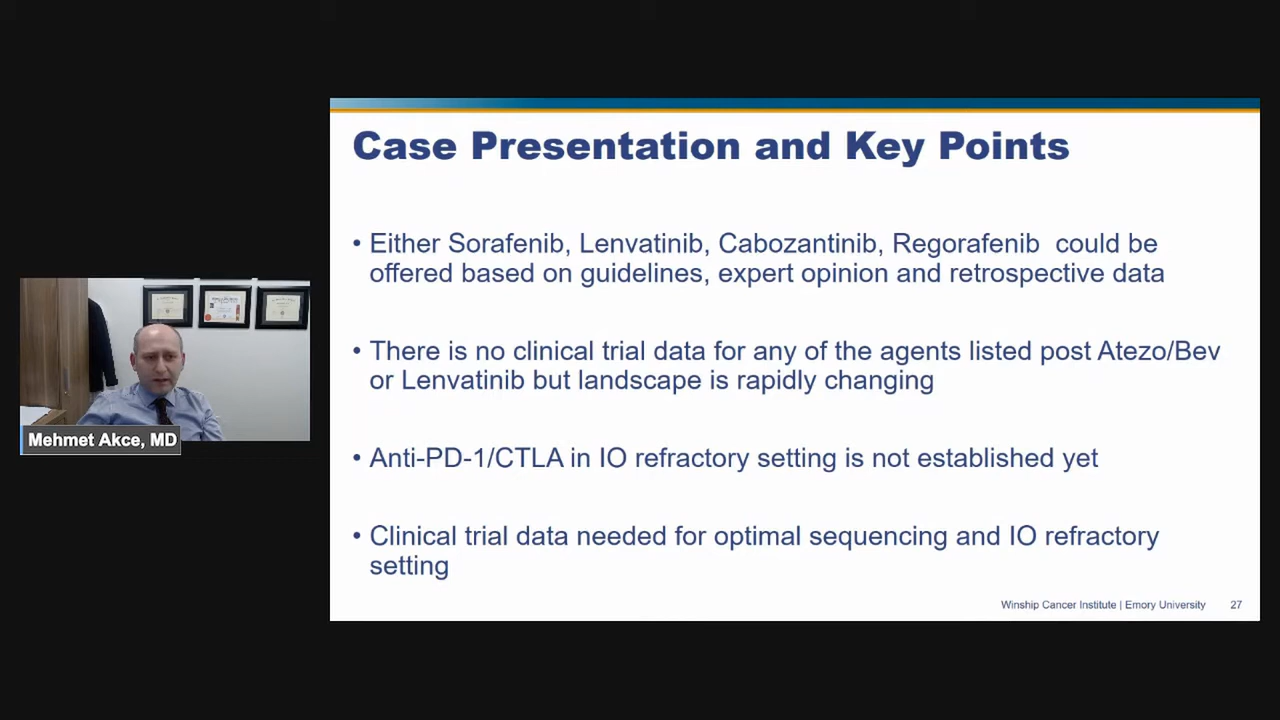 Case Presentation and Key Points
• Either Sorafenib, Lenvatinib, Cabozantinib, Regorafenib could be
offered based on guidelines, expert opinion and retrospective data
• There is no clinical trial data for any of the agents listed post Atezo/Bev
or Lenvatinib but landscape is rapidly changing
• Anti-PD-1/CTLA in IO refractory setting is not established yet
• Clinical trial data needed for optimal sequencing and IO refractory
setting
Winship Cancer Institute | Emory University 27
Mehmet Akce, MD